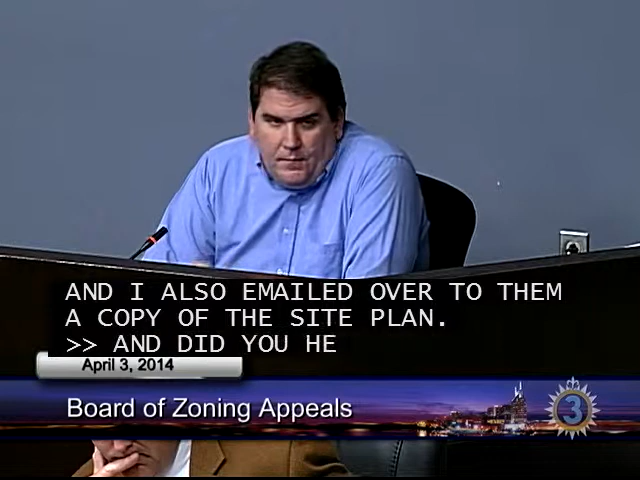 AND I ALSO EMAILED OVER TO THEM
A COPY OF THE SITE PLAN.
>> AND DID YOU HE
April 3, 2014
Board of Zoning Appeals
3